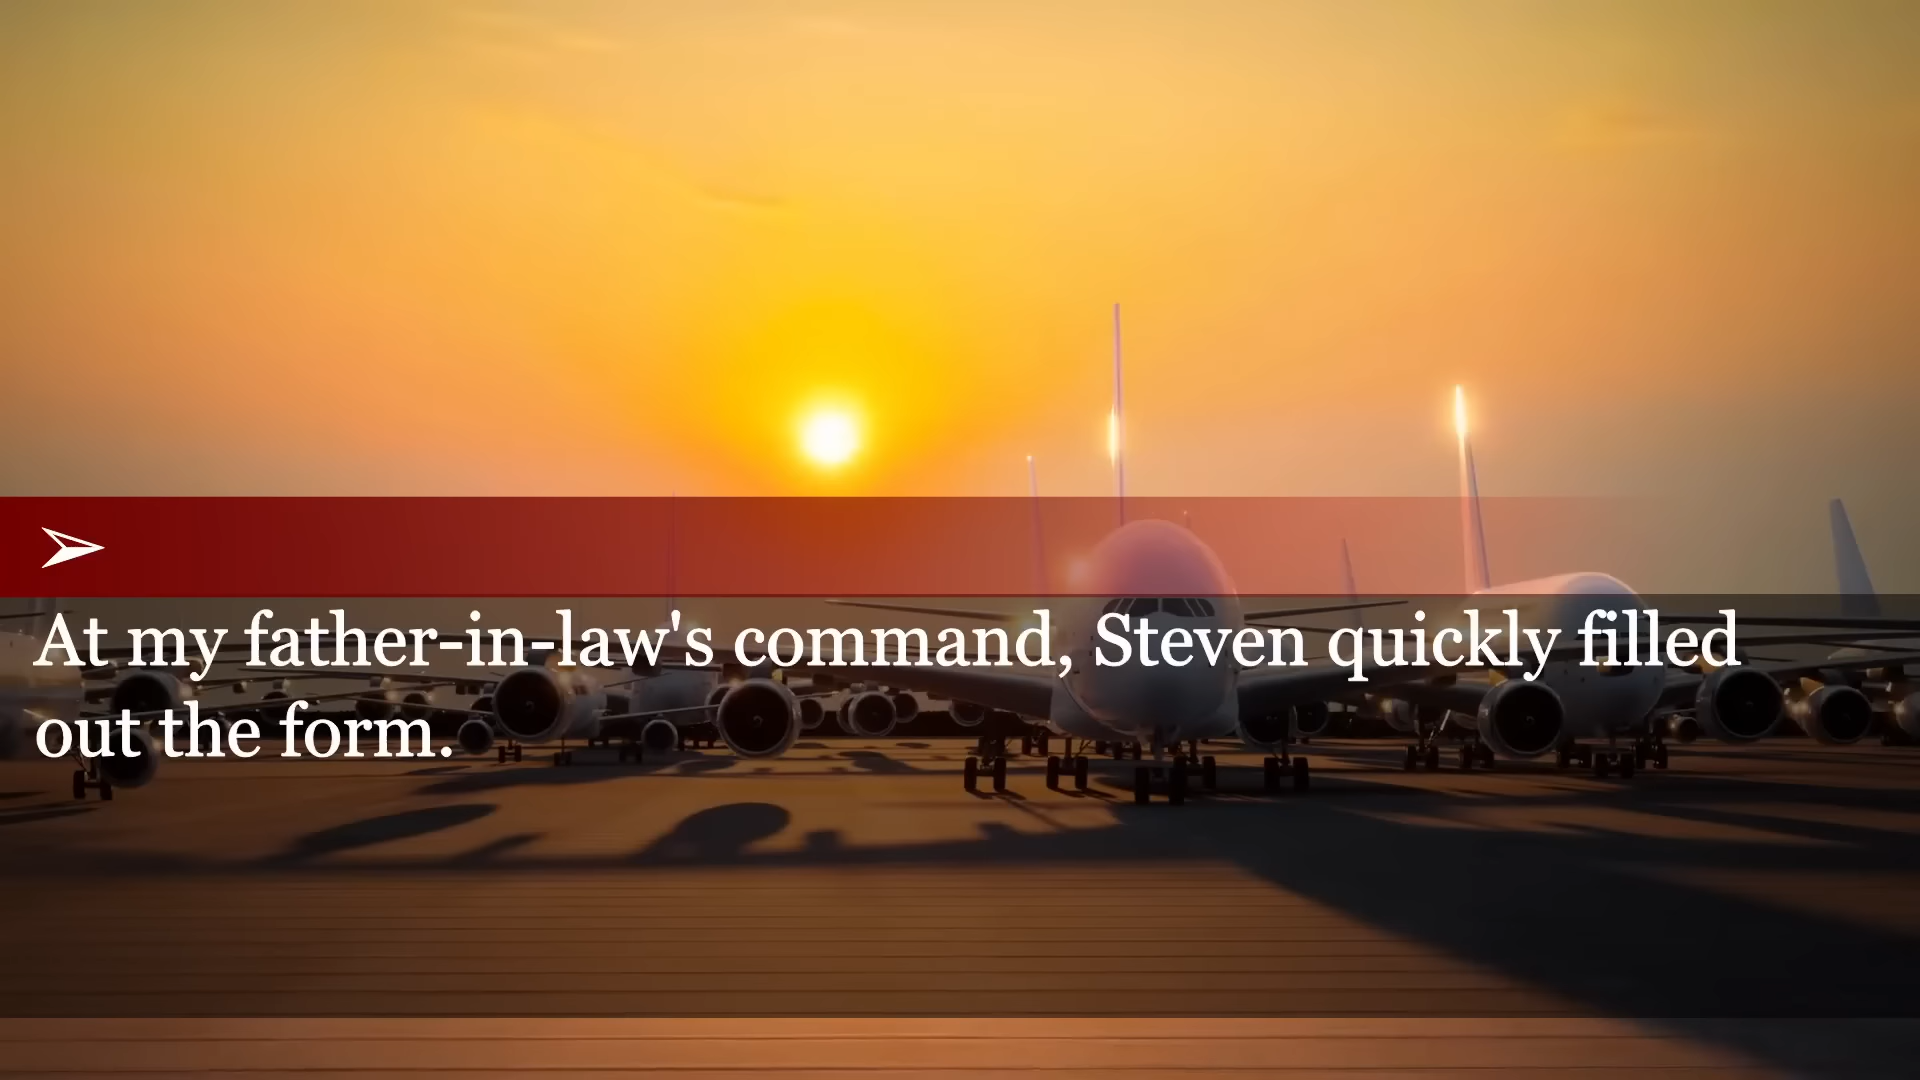 At my father-in-law's command, Steven quickly filled
out the form.